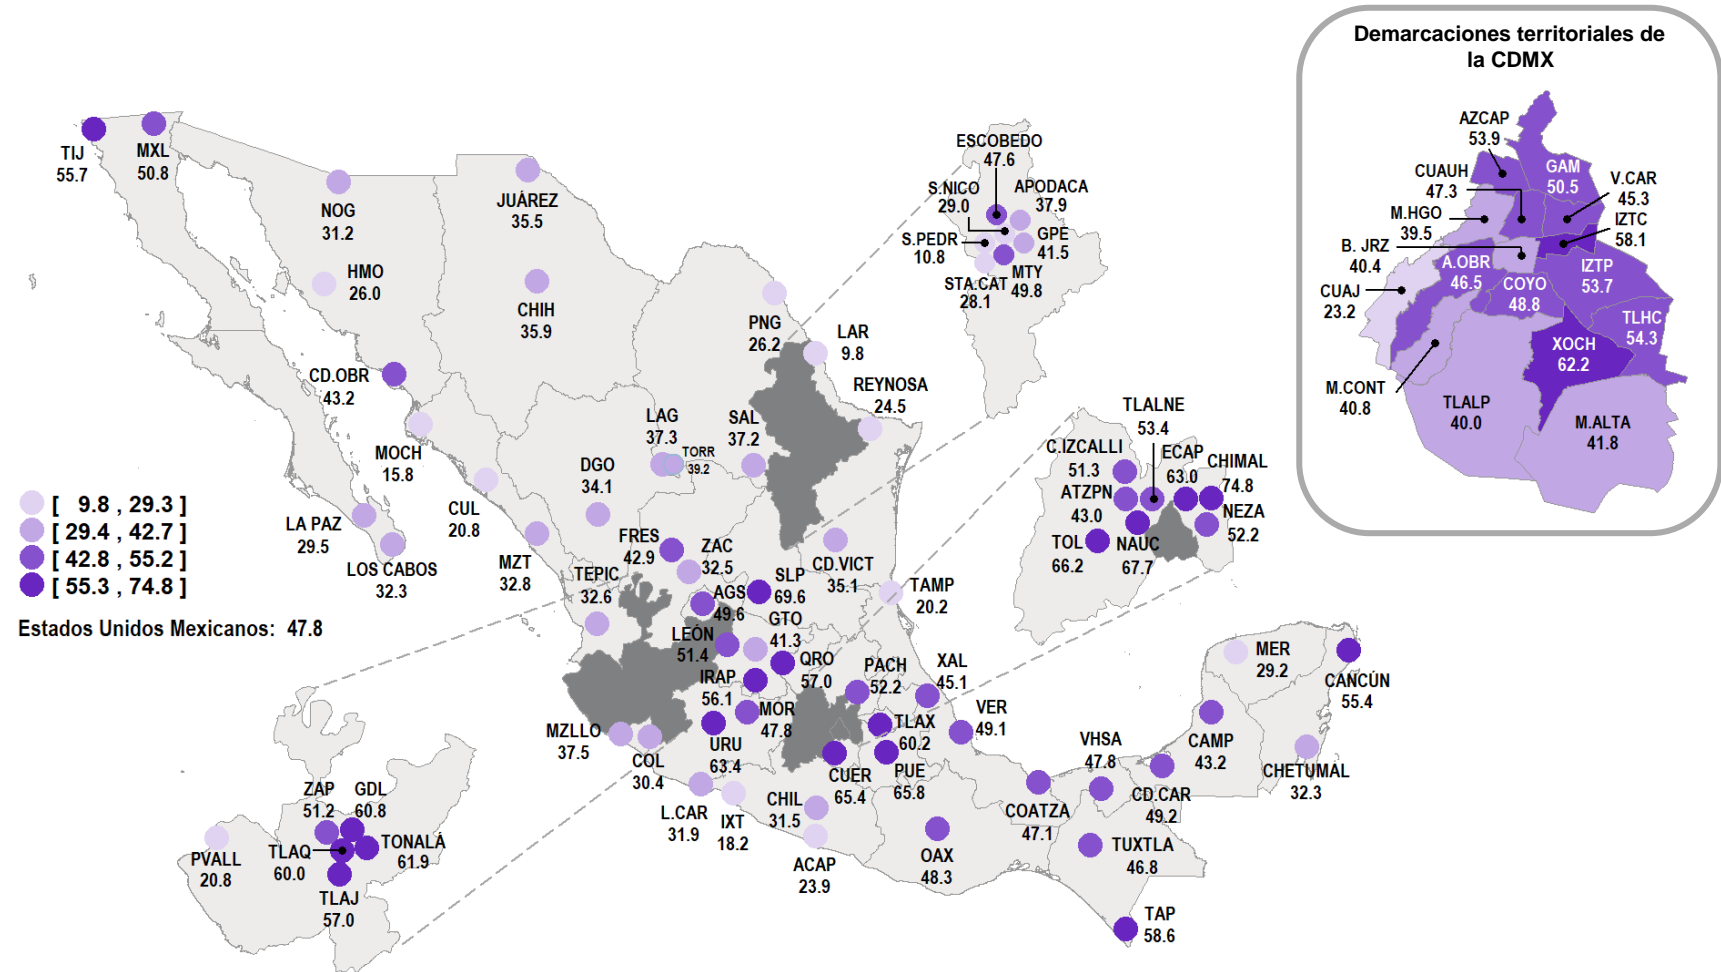 Demarcaciones territoriales de
la CDMX
AZCAP
53.9
CUAUH
47.3
GAM
50.5
V.CAR
45.3
M.HGO
39.5
IZTC
58.1
B. JRZ
40.4
A.OBR
46.5
IZTP
53.7
CUAJ
23.2
COYO
48.8
TLHC
54.3
XOCH
62.2
M.CONT
40.8
TLALP
40.0
M.ALTA
41.8
TIJ
55.7
MXL
50.8
NOG
31.2
HMO
26.0
JUÁREZ
35.5
CHIH
35.9
CD.OBR
43.2
MOCH
15.8
CUL
20.8
LA PAZ
29.5
LOS CABOS
32.3
MZT
32.8
DGO
34.1
LAG
37.3
TORR
39.2
SAL
37.2
PNG
26.2
LAR
9.8
REYNOSA
24.5
ESCOBEDO
47.6
S.NICO
29.0
APODACA
37.9
S.PEDR
10.8
GPE
41.5
STA.CAT
28.1
MTY
49.8
FRES
42.9
ZAC
32.5
TEPIC
32.6
AGS
49.6
SLP
69.6
CD.VICT
35.1
TAMP
20.2
LEÓN
51.4
GTO
41.3
QRO
57.0
IRAP
56.1
PACH
52.2
XAL
45.1
MOR
47.8
URU
63.4
MZLLO
37.5
COL
30.4
L.CAR
31.9
IXT
18.2
CHIL
31.5
ACAP
23.9
CUER
65.4
PUE
65.8
TLAX
60.2
VER
49.1
OAX
48.3
COATZA
47.1
VHSA
47.8
CD.CAR
49.2
TUXTLA
46.8
TAP
58.6
CAMP
43.2
MER
29.2
CANCÚN
55.4
CHETUMAL
32.3
TLALNE
53.4
C.IZCALLI
51.3
ECAP
63.0
CHIMAL
74.8
ATZPN
43.0
NEZA
52.2
TOL
66.2
NAUC
67.7
ZAP
51.2
GDL
60.8
PVALL
20.8
TLAQ
60.0
TONALÁ
61.9
TLAJ
57.0
[ 9.8 , 29.3 ]
[ 29.4 , 42.7 ]
[ 42.8 , 55.2 ]
[ 55.3 , 74.8 ]
Estados Unidos Mexicanos: 47.8